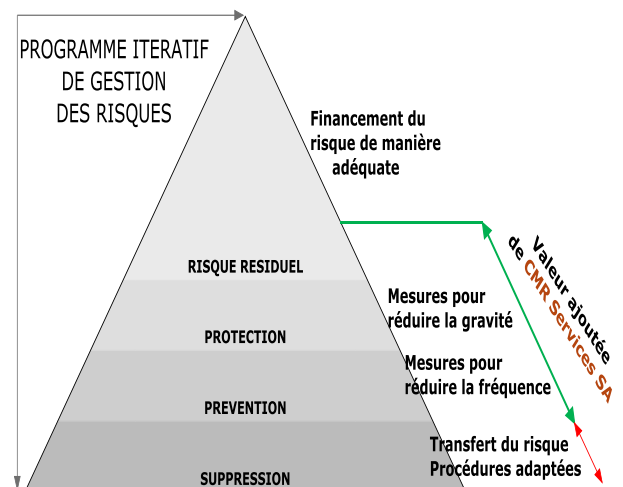 PROGRAMME ITERATIF
DE GESTION
DES RISQUES
Financement du
risque de manière
adéquate
Valeur ajoutée
de CMR Services SA
RISQUE RESIDUEL
Mesures pour
réduire la gravité
PROTECTION
Mesures pour
réduire la fréquence
PREVENTION
Transfert du risque
Procédures adaptées
SUPPRESSION